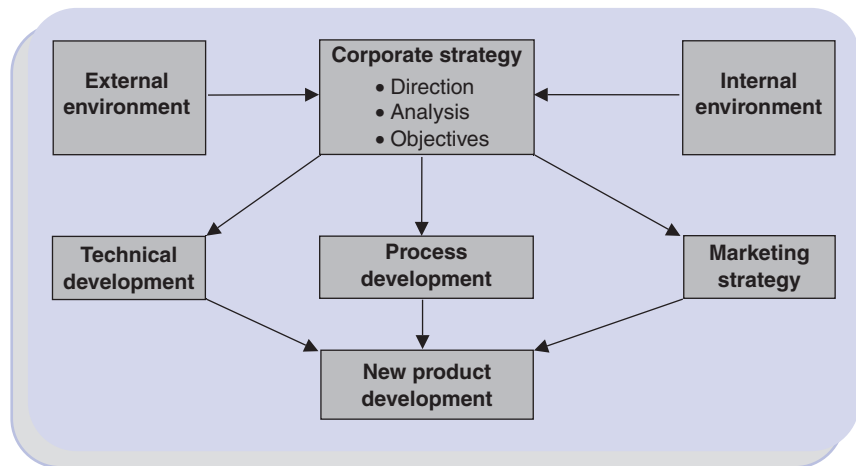 External
environment
Corporate strategy
• Direction
• Analysis
• Objectives
Internal
environment
Technical
development
Process
development
Marketing
strategy
New product
development